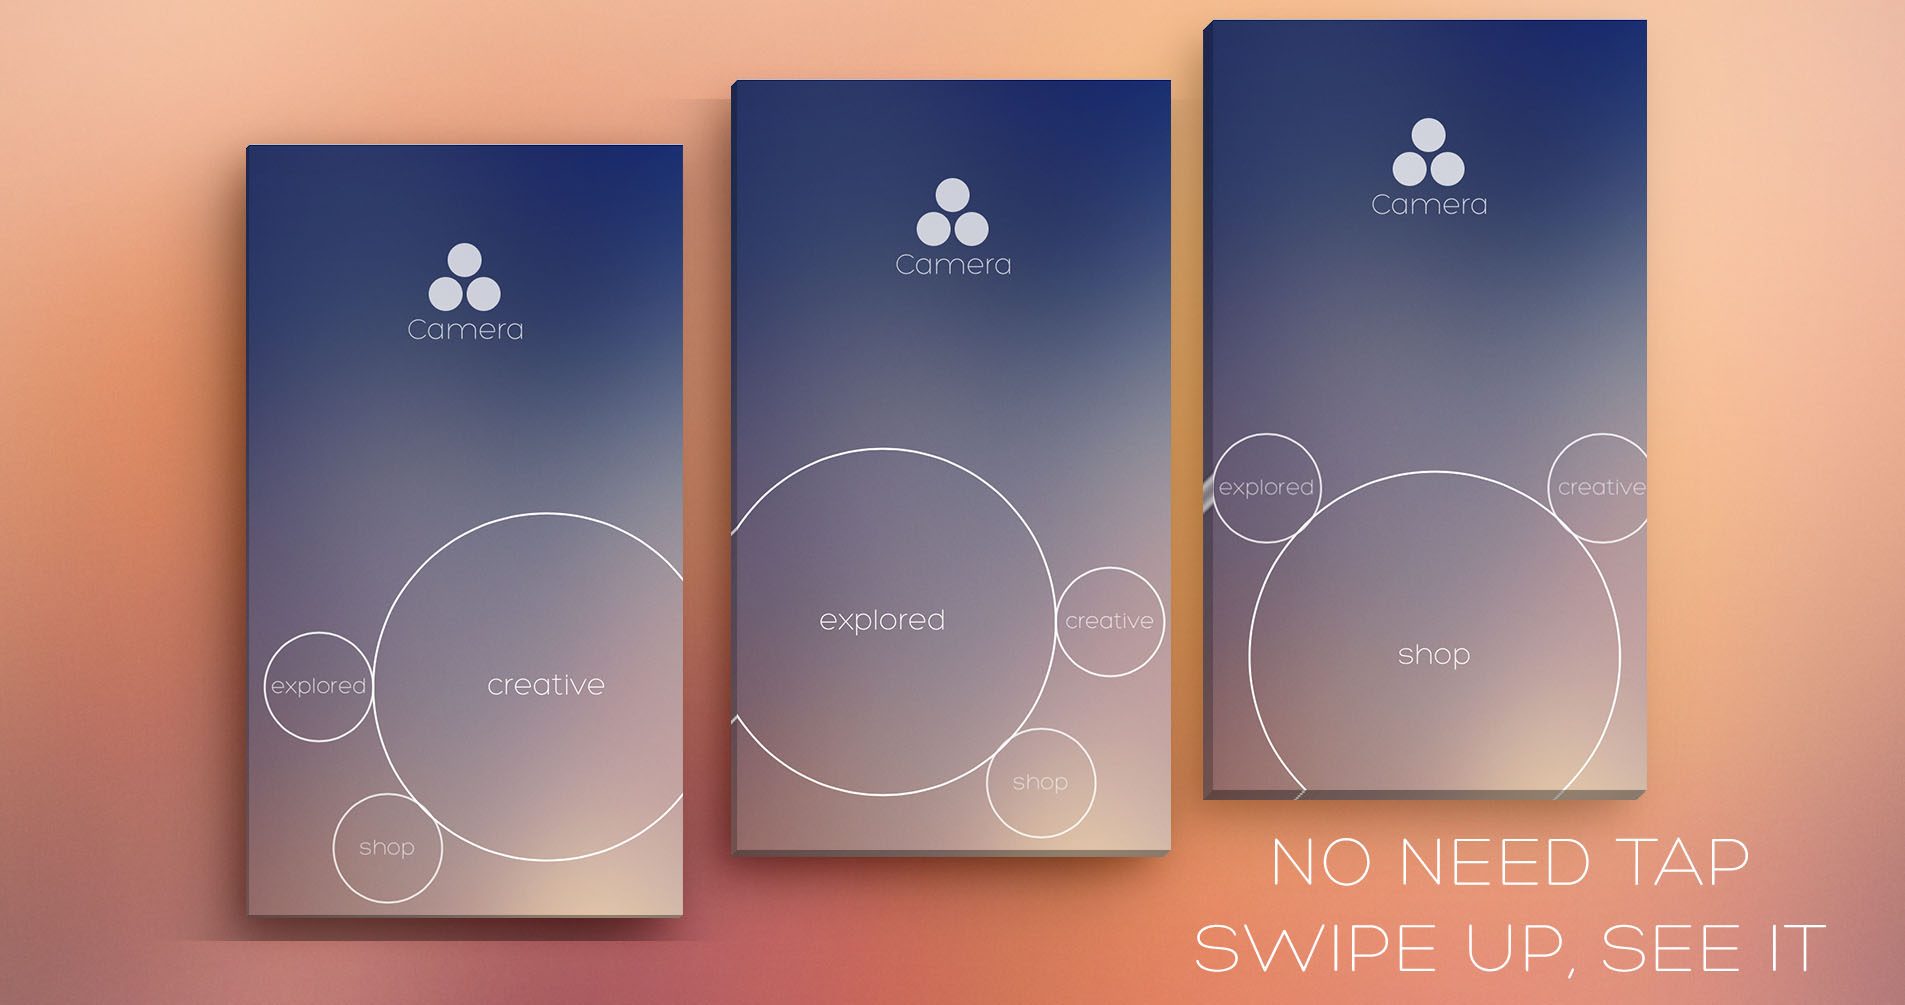 Camera
creative
explored
shop
Camera
explored
creative
shop
Camera
explored
creative
shop
NO NEED TAP
SWIPE UP, SEE IT